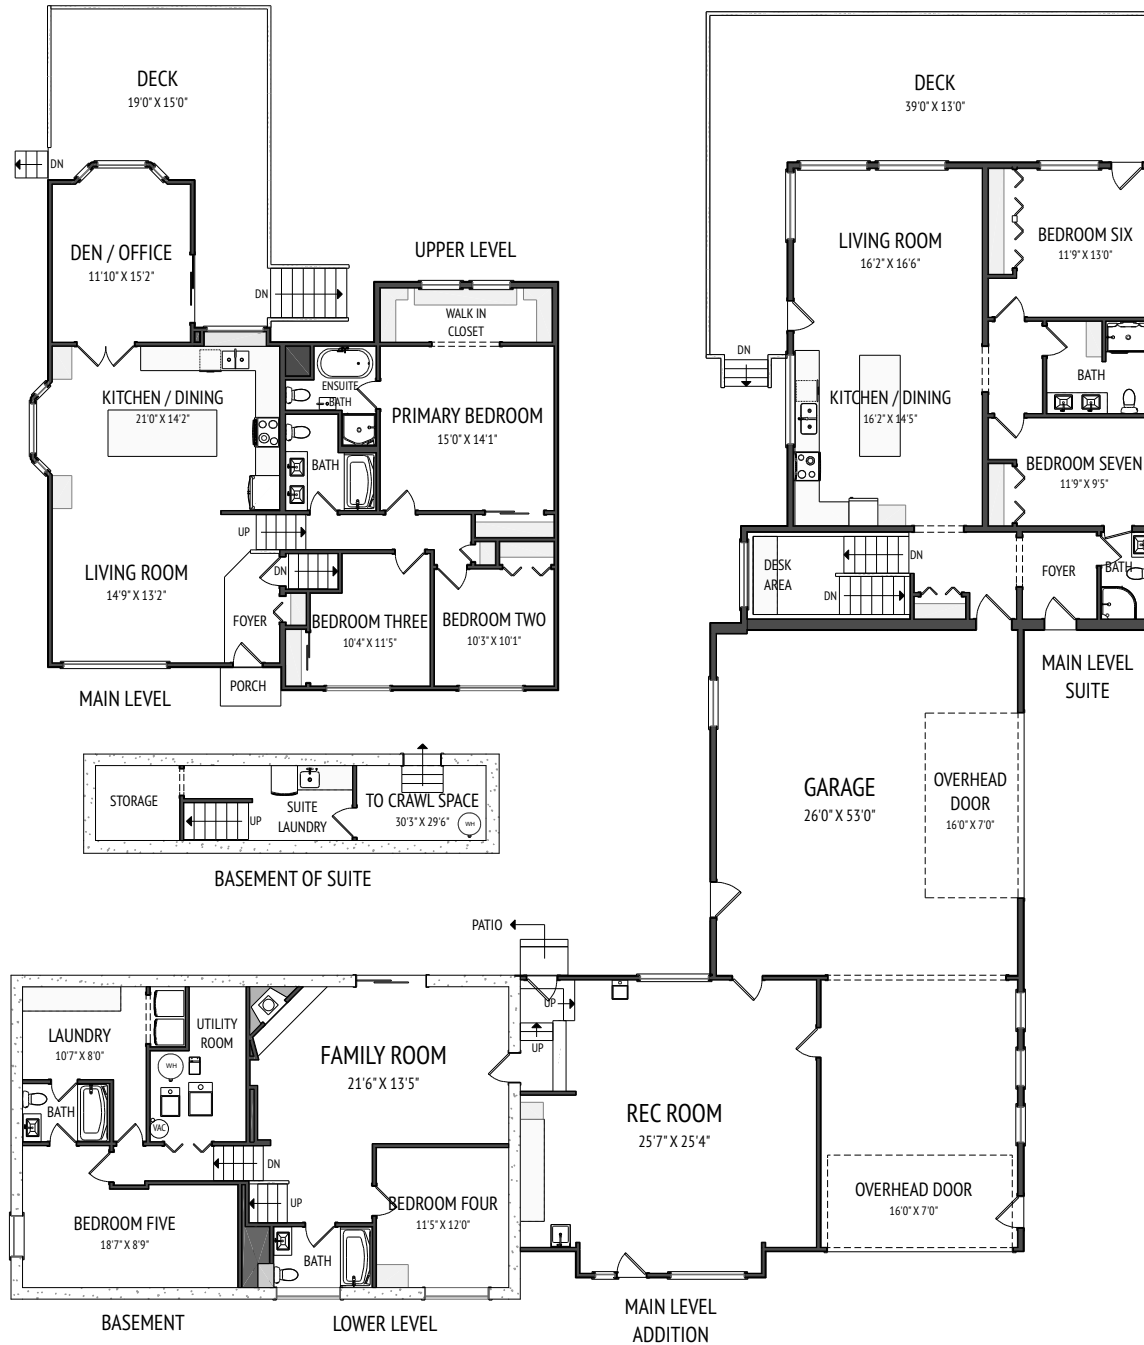 DECK
19'0" X 15'0"
DN
DEN / OFFICE
11'10" X 15'2"
DN
UPPER LEVEL
WALK IN
CLOSET
KITCHEN / DINING
21'0" X 14'2"
ENSUITE
BATH
PRIMARY BEDROOM
15'0" X 14'1"
BATH
UP
DN
LIVING ROOM
14'9" X 13'2"
FOYER
BEDROOM THREE
10'4" X 11'5"
BEDROOM TWO
10'3" X 10'1"
PORCH
MAIN LEVEL
DECK
39'0" X 13'0"
DN
LIVING ROOM
16'2" X 16'6"
BEDROOM SIX
11'9" X 13'0"
KITCHEN / DINING
16'2" X 14'5"
BATH
BEDROOM SEVEN
11'9" X 9'5"
DESK
AREA
DN
DN
FOYER
BATH
MAIN LEVEL
SUITE
STORAGE
UP
SUITE
LAUNDRY
TO CRAWL SPACE
30'3" X 29'6"
WH
BASEMENT OF SUITE
GARAGE
26'0" X 53'0"
OVERHEAD
DOOR
16'0" X 7'0"
PATIO
UP
UP
LAUNDRY
10'7" X 8'0"
UTILITY
ROOM
WH
VAC
BATH
FAMILY ROOM
21'6" X 13'5"
DN
UP
BEDROOM FIVE
18'7" X 8'9"
BATH
BEDROOM FOUR
11'5" X 12'0"
REC ROOM
25'7" X 25'4"
OVERHEAD DOOR
16'0" X 7'0"
BASEMENT
LOWER LEVEL
MAIN LEVEL
ADDITION